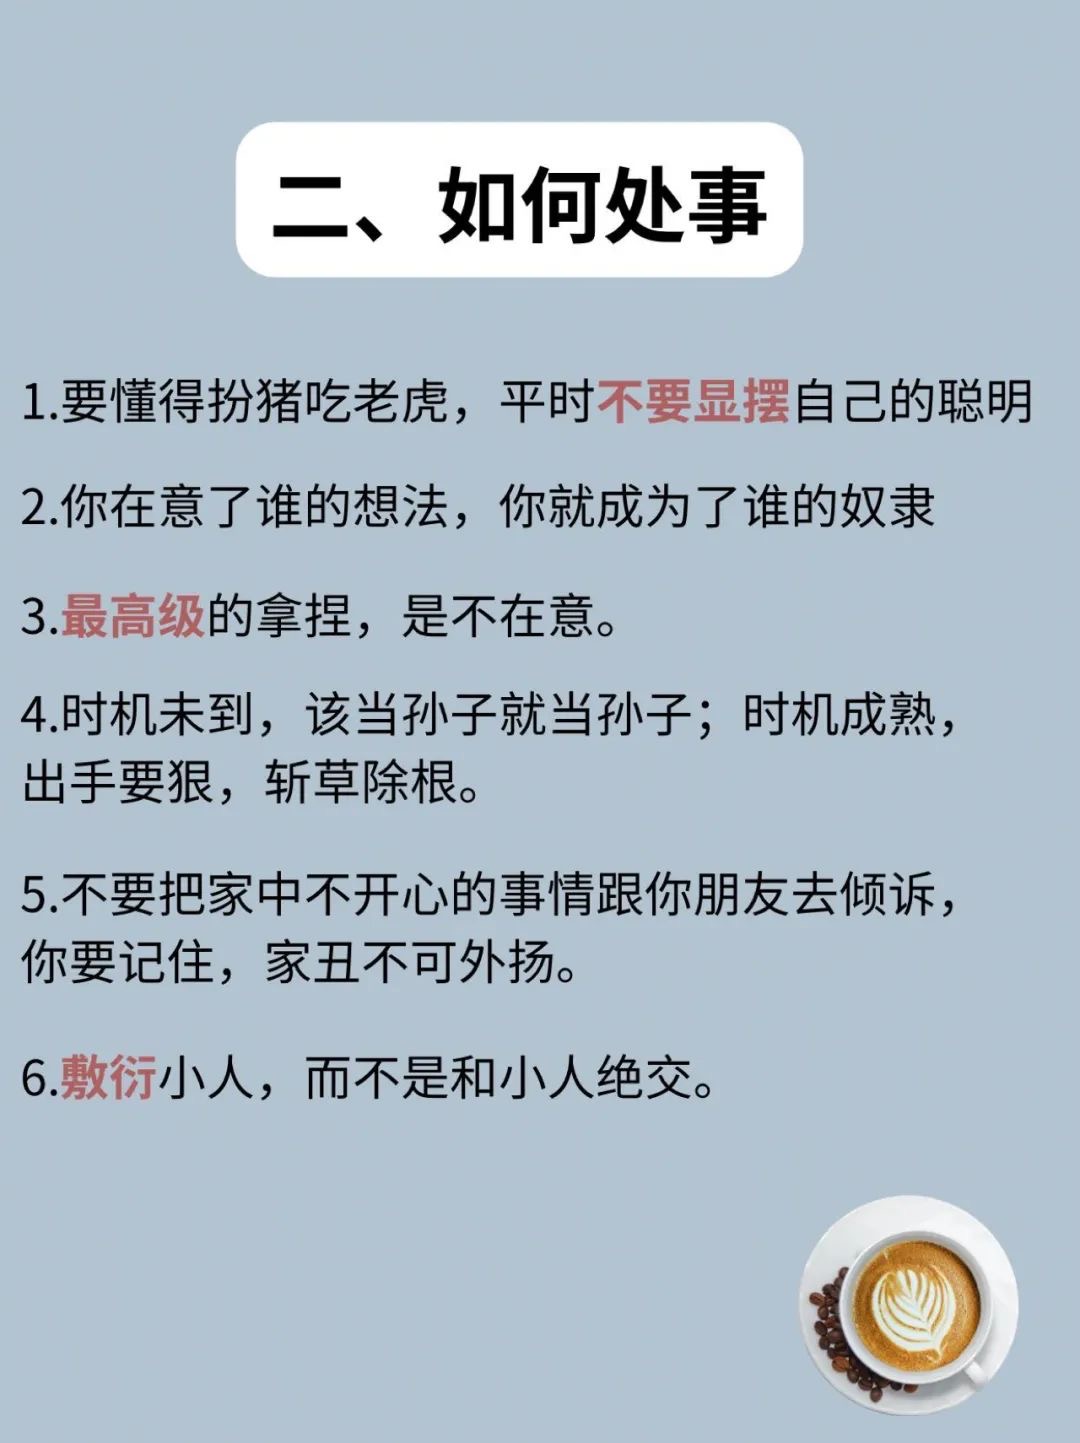 二、如何处事
1.要懂得扮猪吃老虎，平时不要显摆自己的聪明
2.你在意了谁的想法，你就成为了谁的奴隶
3.最高级的拿捏，是不在意。
4.时机未到，该当孙子就当孙子；时机成熟，
出手要狠，斩草除根。
5.不要把家中不开心的事情跟你朋友去倾诉，
你要记住，家丑不可外扬。
6.敷衍小人，而不是和小人绝交。